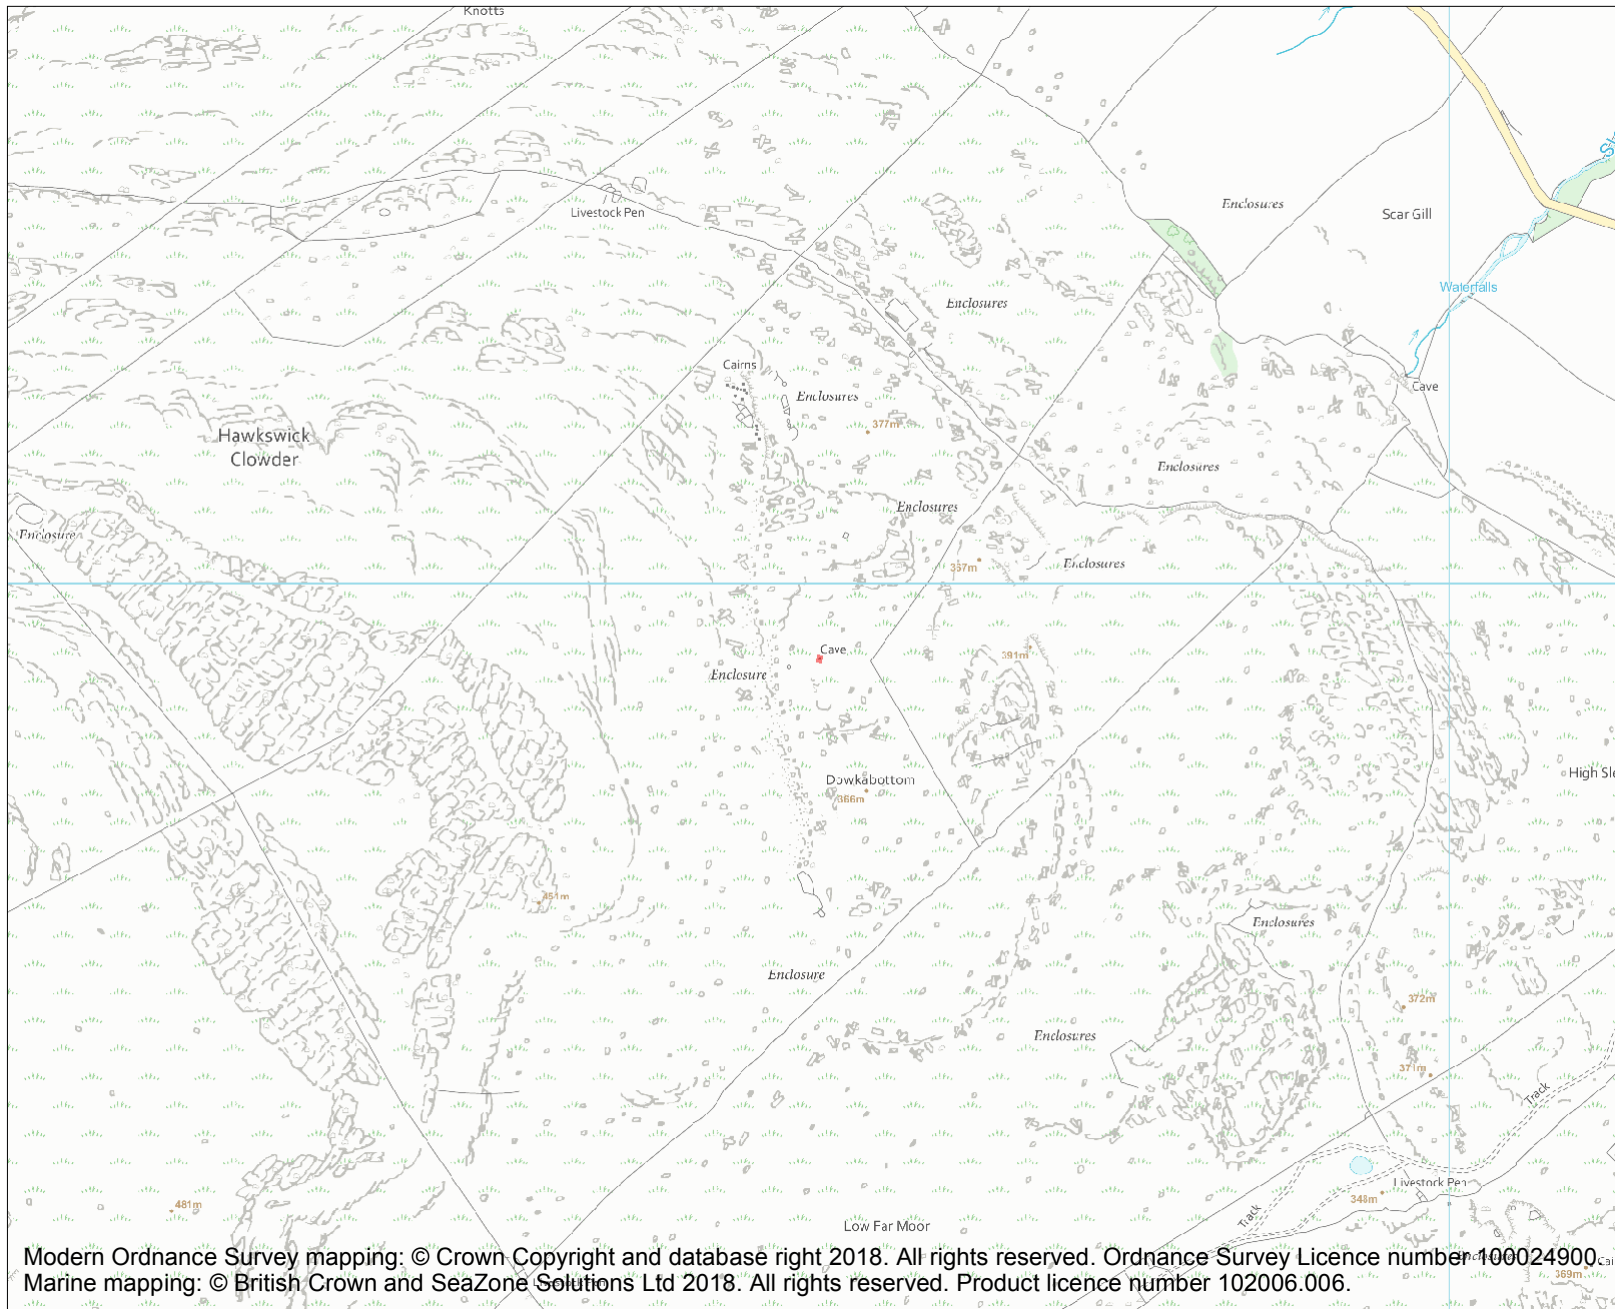 Knotts
Livestock Pen
Enclosures
Scar Gill
Waterfalls
Enclosures
Cairns
Enclosures
377m
Cave
Hawkswick
Clowder
Enclosures
Enclosures
Enclosure
367m
Enclosures
Cave
391m
Enclosure
High Sle
Dowkabottom
366m
451m
Enclosures
Enclosure
372m
Enclosures
371m
Track
Livestock Pen
348m
481m
Track
Low Far Moor
Modern Ordnance Survey mapping: © Crown Copyright and database right 2018. All rights reserved. Ordnance Survey Licence number 100024900.
Marine mapping: © British Crown and SeaZone Solutions Ltd 2018. All rights reserved. Product licence number 102006.006.
369m